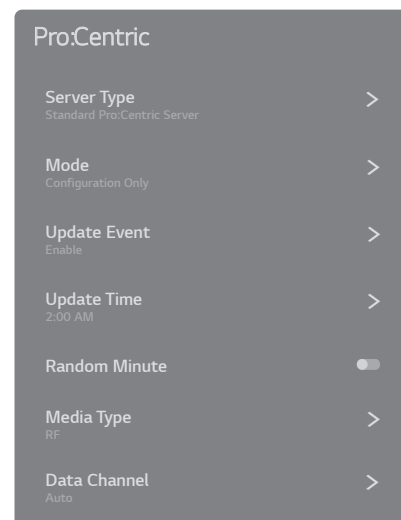 Pro:Centric
Server Type
Standard Pro:Centric Server
Mode
Configuration Only
Update Event
Enable
Update Time
2:00 AM
Random Minute
Media Type
RF
Data Channel
Auto